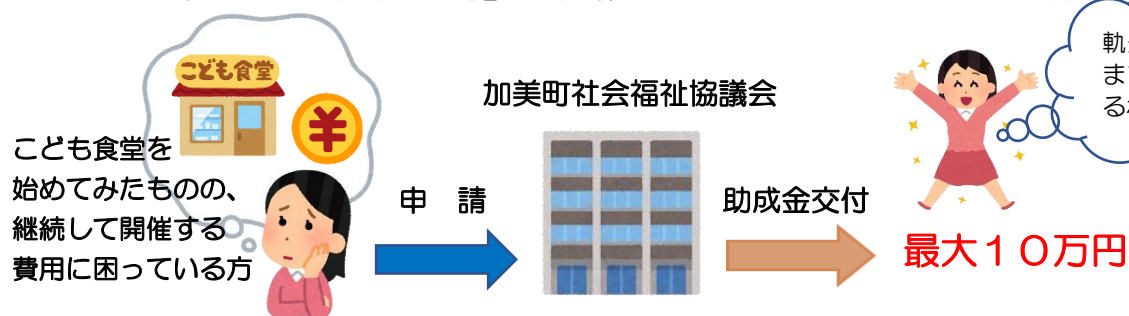 こども食堂
¥
こども食堂を
始めてみたものの、
継続して開催する
費用に困っている方
申　請
加美町社会福祉協議会
助成金交付
最大１０万円
軌
ま
る